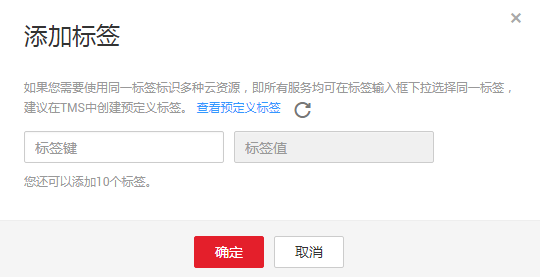 添加标签
如果您需要使用同一标签标识多种云资源，即所有服务均可在标签输入框下拉选择同一标签，
建议在TMS中创建预定义标签。 查看预定义标签
标签键 标签值
您还可以添加10个标签。
确定 取消